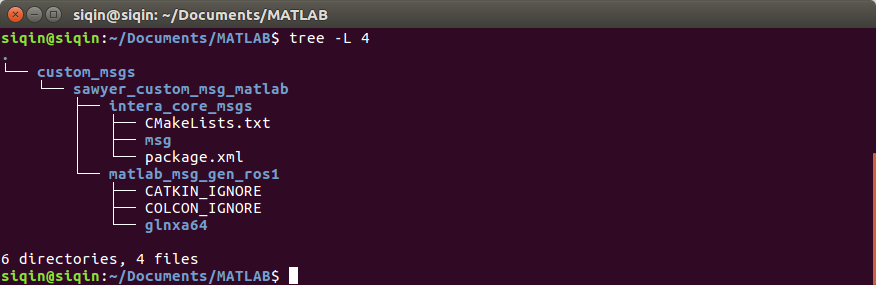 siqin@siqin: ~/Documents/MATLAB
siqin@siqin:~/Documents/MATLAB$ tree -L 4
.
└── custom_msgs
    └── sawyer_custom_msg_matlab
        ├── intera_core_msgs
        │   ├── CMakeLists.txt
        │   ├── msg
        │   └── package.xml
        └── matlab_msg_gen_ros1
            ├── CATKIN_IGNORE
            ├── COLCON_IGNORE
            └── glnxa64
6 directories, 4 files
siqin@siqin:~/Documents/MATLAB$